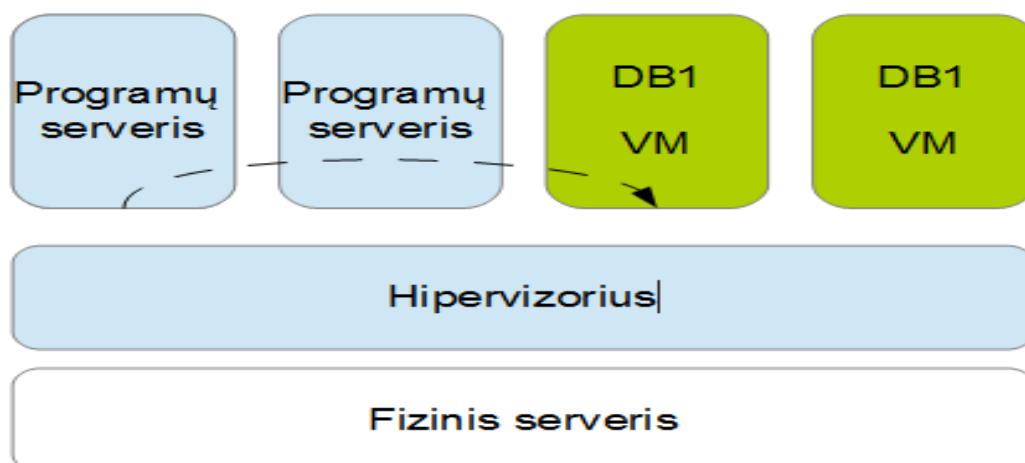 Programų
serveris
Programų
serveris
DB1
VM
DB1
VM
Hipervizorius
Fizinis serveris